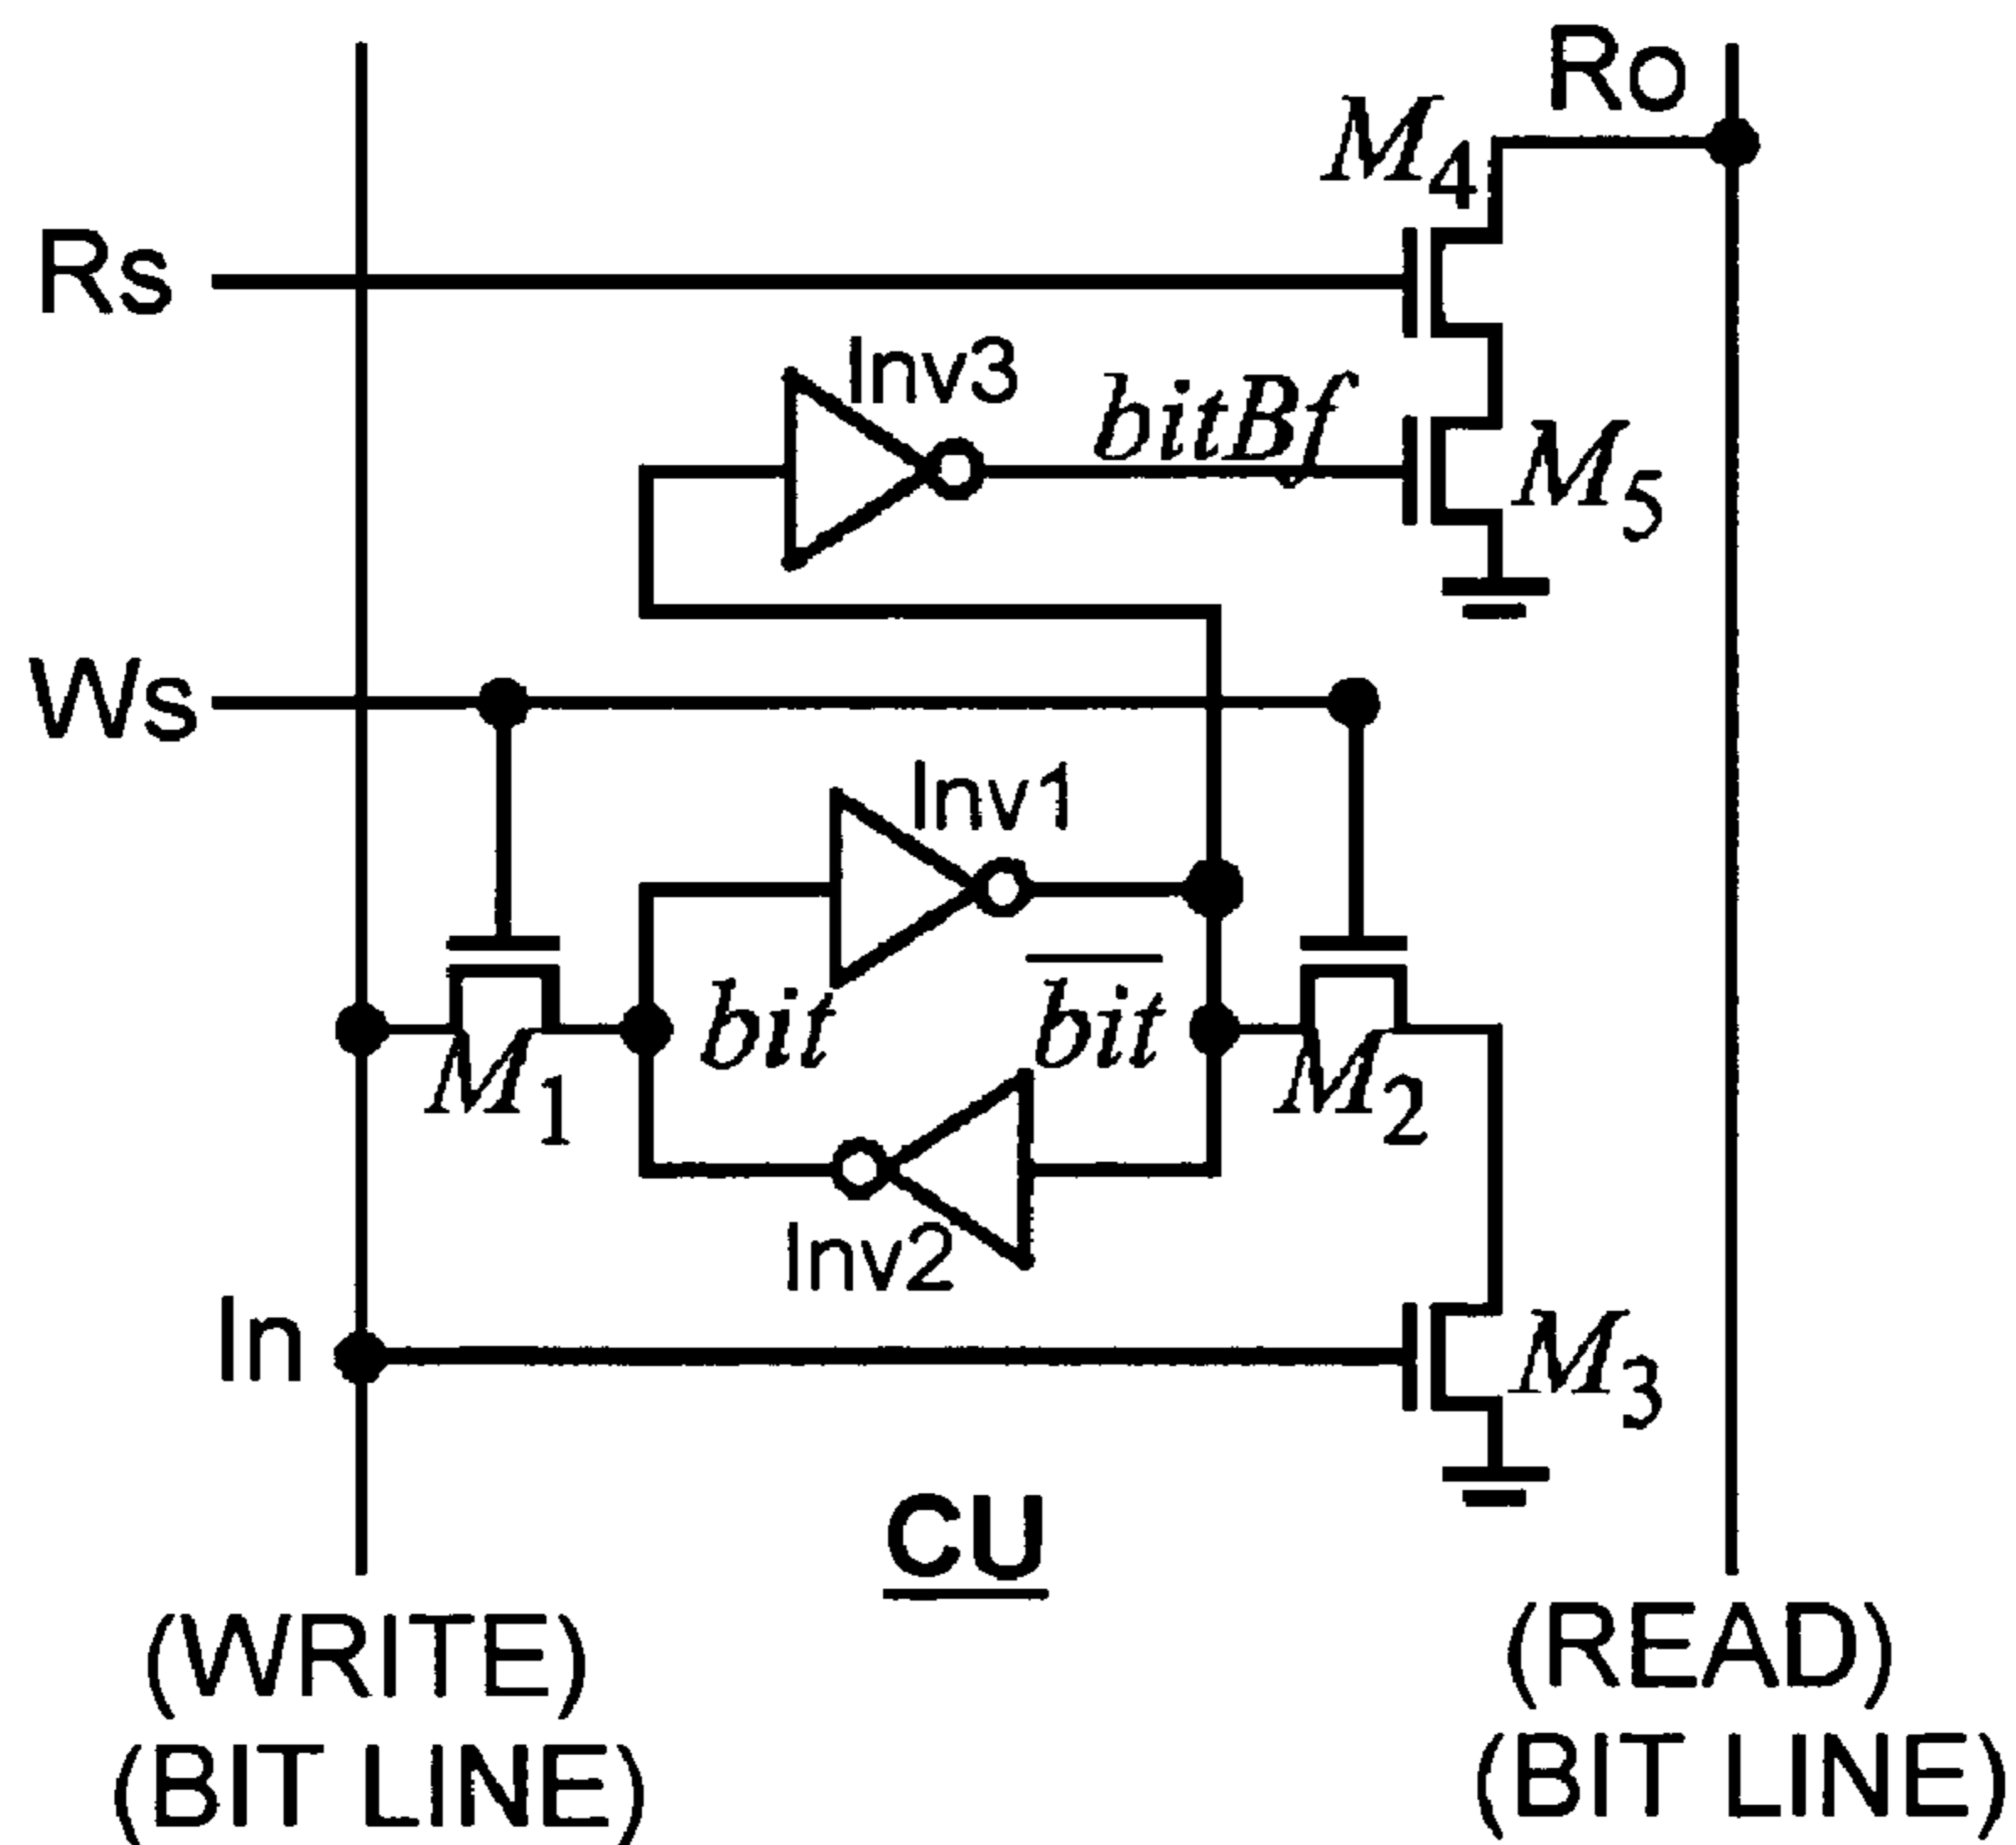 Ro
M4
Rs
Inv3
bitBf
M5
Ws
Inv1
bit
b̅i̅t̅
M1
M2
Inv2
In
M3
CU
(WRITE)
(BIT LINE)
(READ)
(BIT LINE)